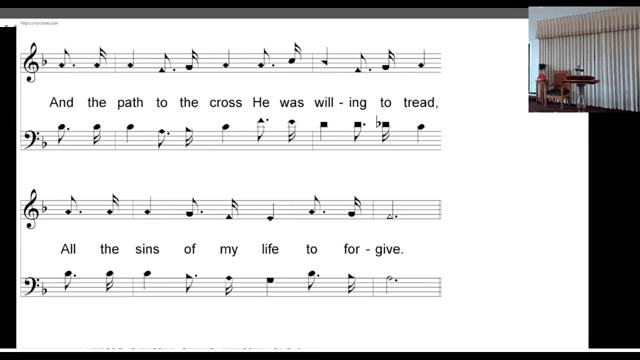 And the path to the cross He was will - ing to tread,
All the sins of my life to for - give.